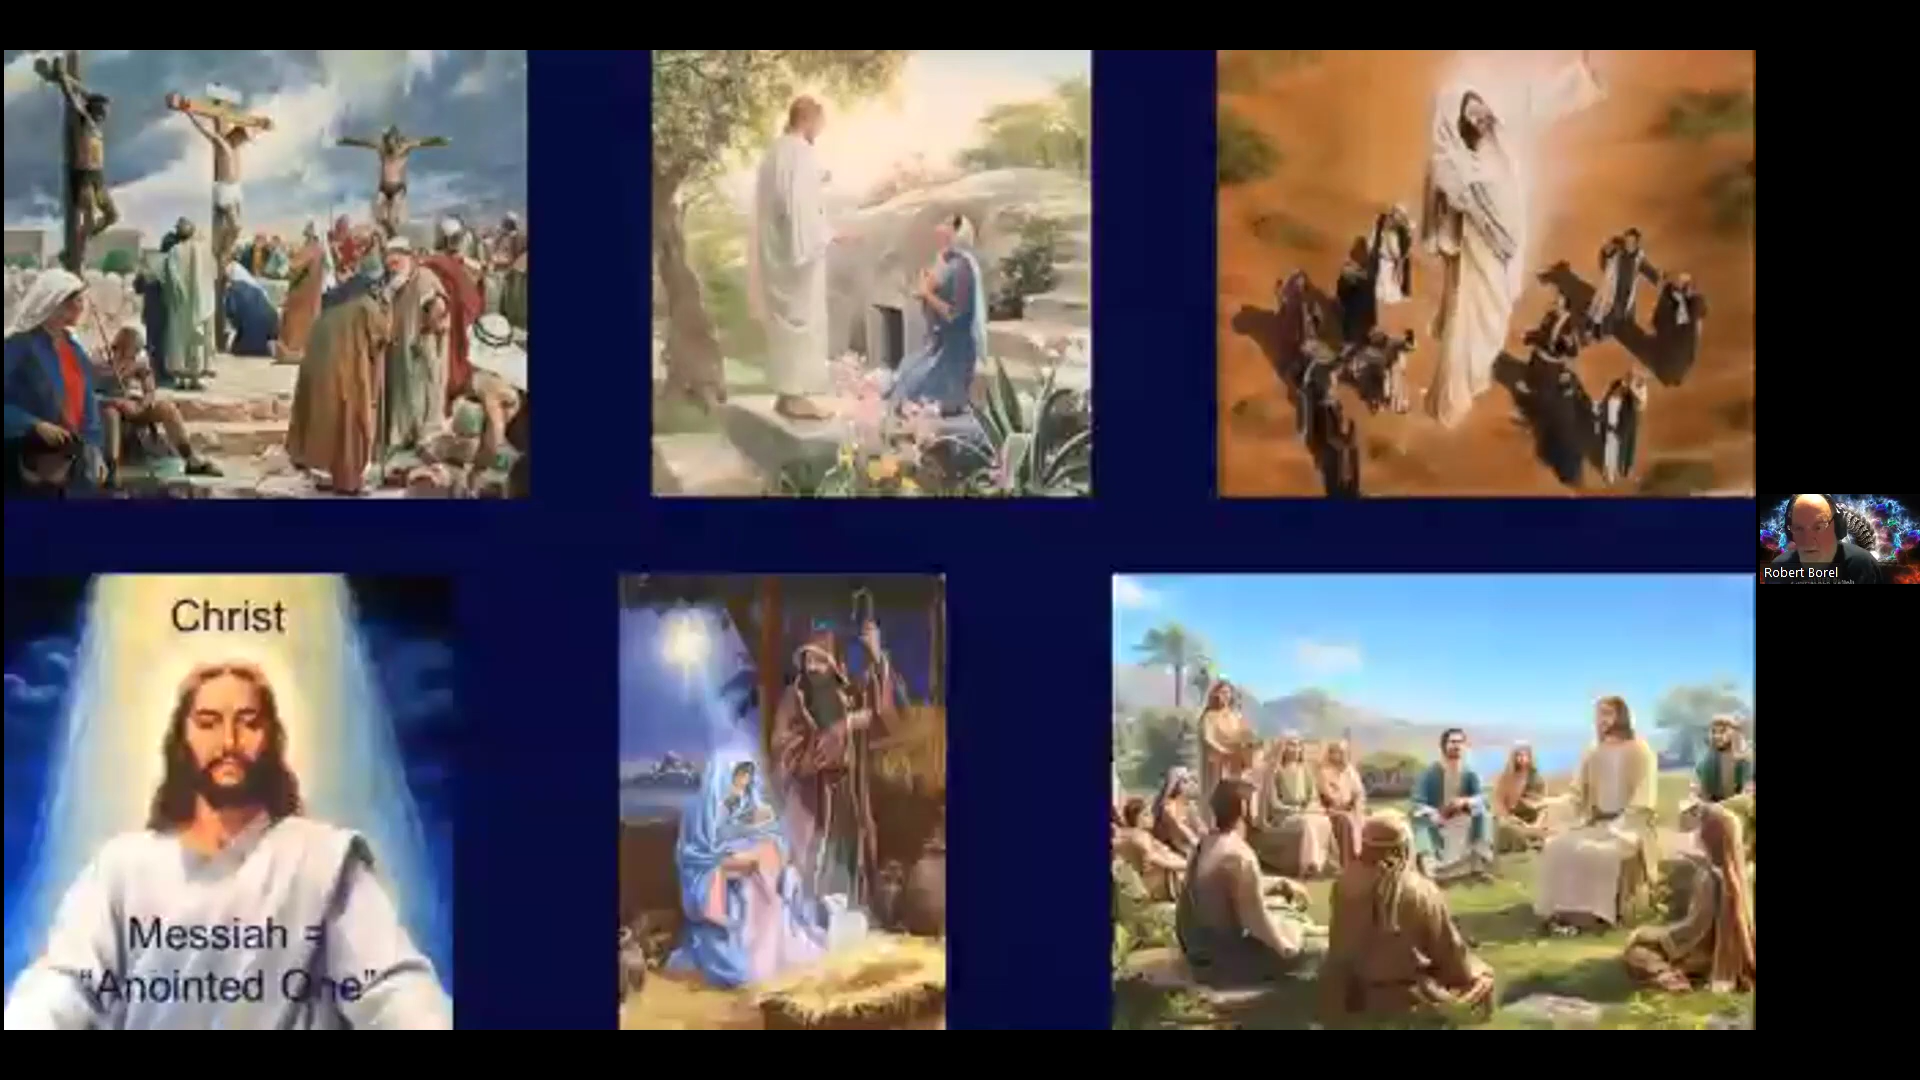 Christ
Messiah =
"Anointed One"
Robert Borel